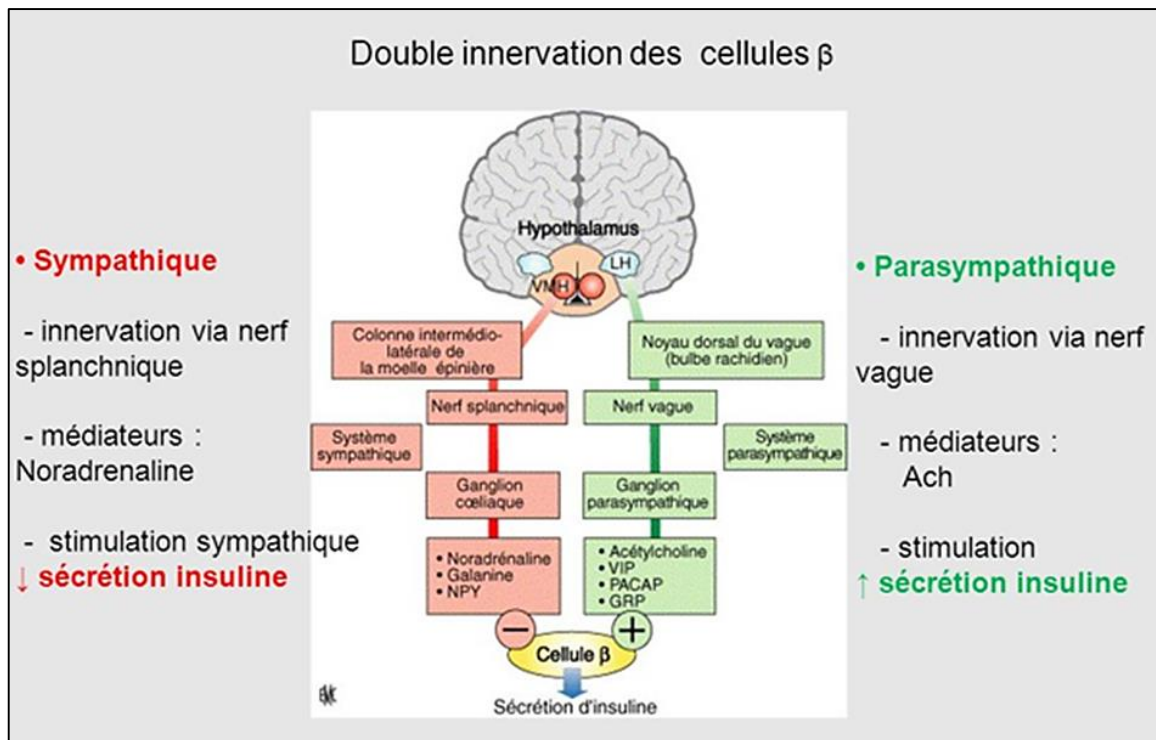 Double innervation des cellules β
• Sympathique
- innervation via nerf
splanchnique
- médiateurs :
Noradrenaline
- stimulation sympathique
↓ sécrétion insuline
Hypothalamus
LH
VMH
Colonne intermédio-
latérale de
la moelle épinière
Noyau dorsal du vague
(bulbe rachidien)
Nerf splanchnique
Nerf vague
Système
sympathique
Système
parasympathique
Ganglion
cœliaque
Ganglion
parasympathique
• Noradrénaline
• Galanine
• NPY
• Acétylcholine
• VIP
• PACAP
• GRP
−
+
Cellule β
Sécrétion d'insuline
• Parasympathique
- innervation via nerf
vague
- médiateurs :
Ach
- stimulation
↑ sécrétion insuline